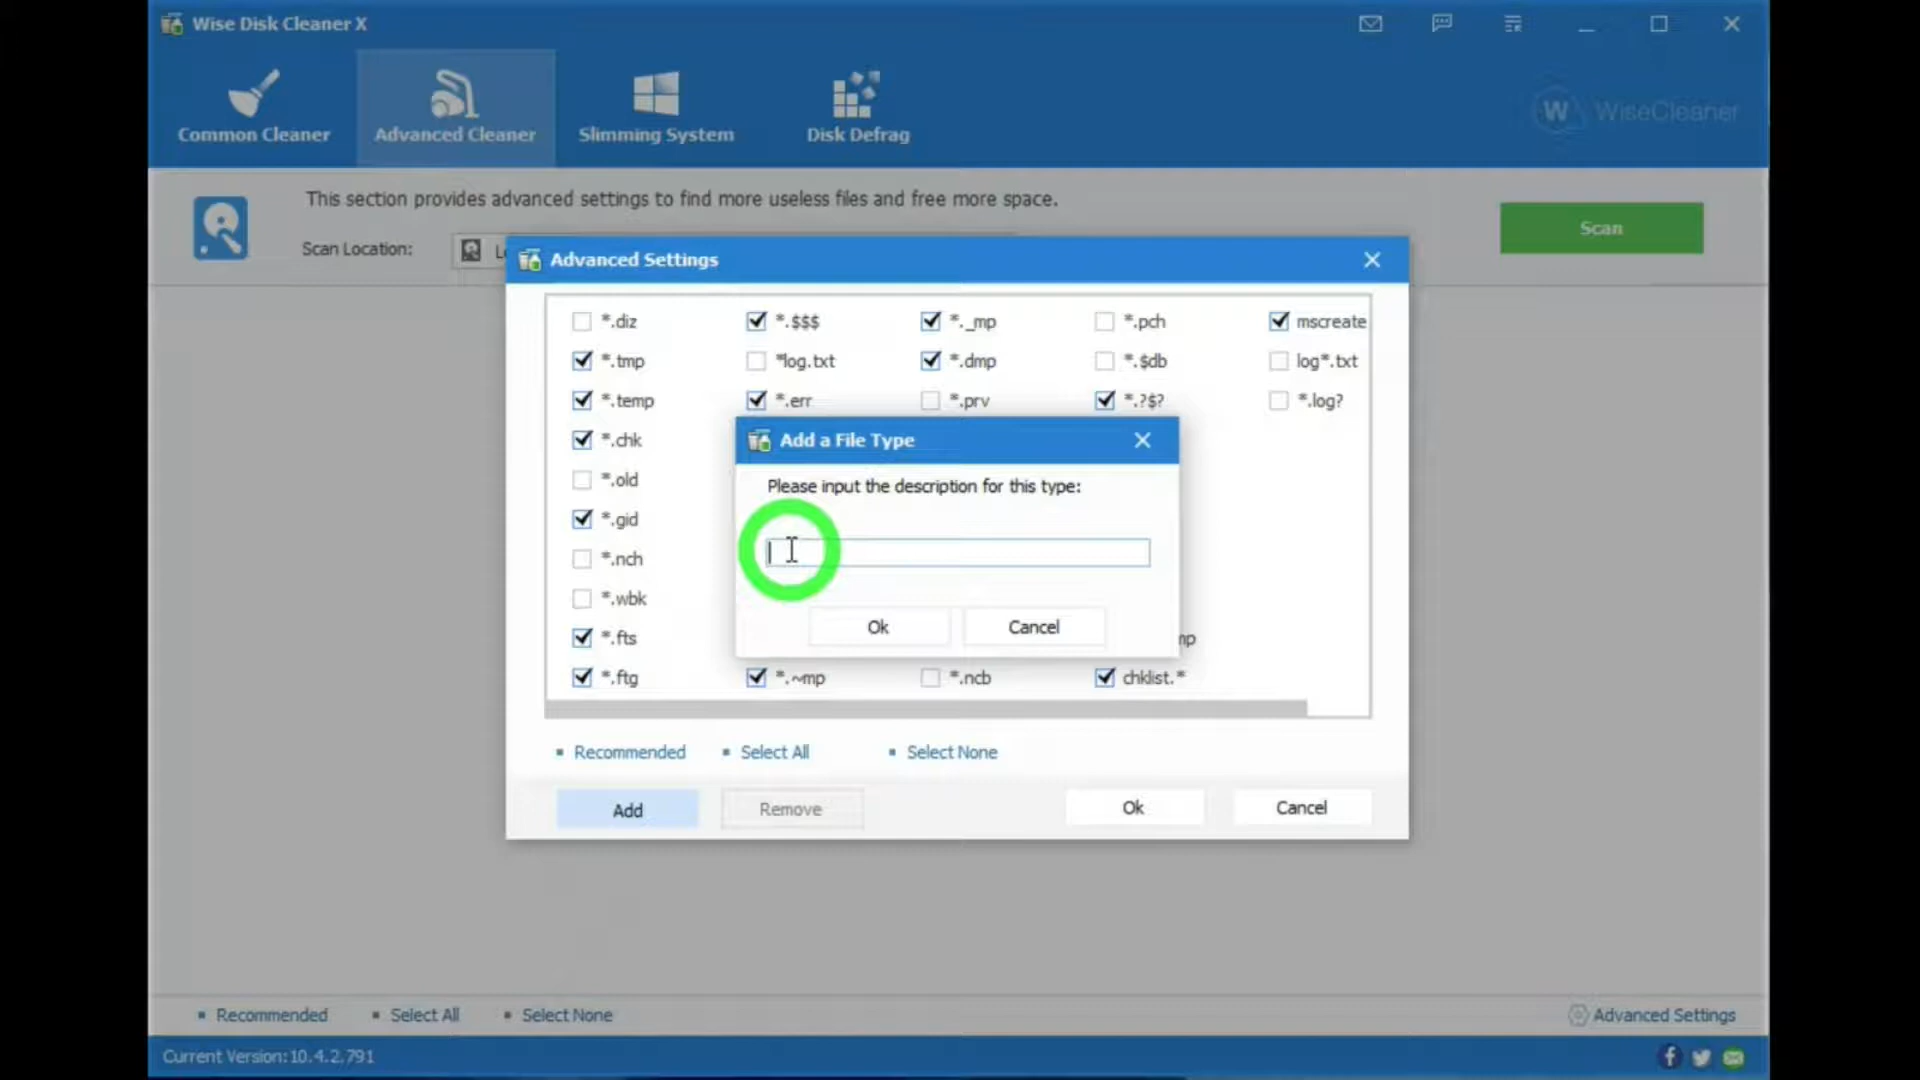 Wise Disk Cleaner X
Common Cleaner
Advanced Cleaner
Slimming System
Disk Defrag
W WiseCleaner
This section provides advanced settings to find more useless files and free more space.
Scan Location:
Scan
Advanced Settings
*.diz *.$$$ *._mp *.pch mscreate
*.tmp *log.txt *.dmp *.$db log*.txt
*.temp *.err *.prv *.?$? *.log?
*.chk
*.old
*.gid
*.nch
*.wbk
*.fts mp
*.ftg *.~mp *.ncb chklist.*
Add a File Type
Please input the description for this type:
Ok Cancel
Recommended Select All Select None
Add Remove Ok Cancel
Recommended Select All Select None Advanced Settings
Current Version:10.4.2.791